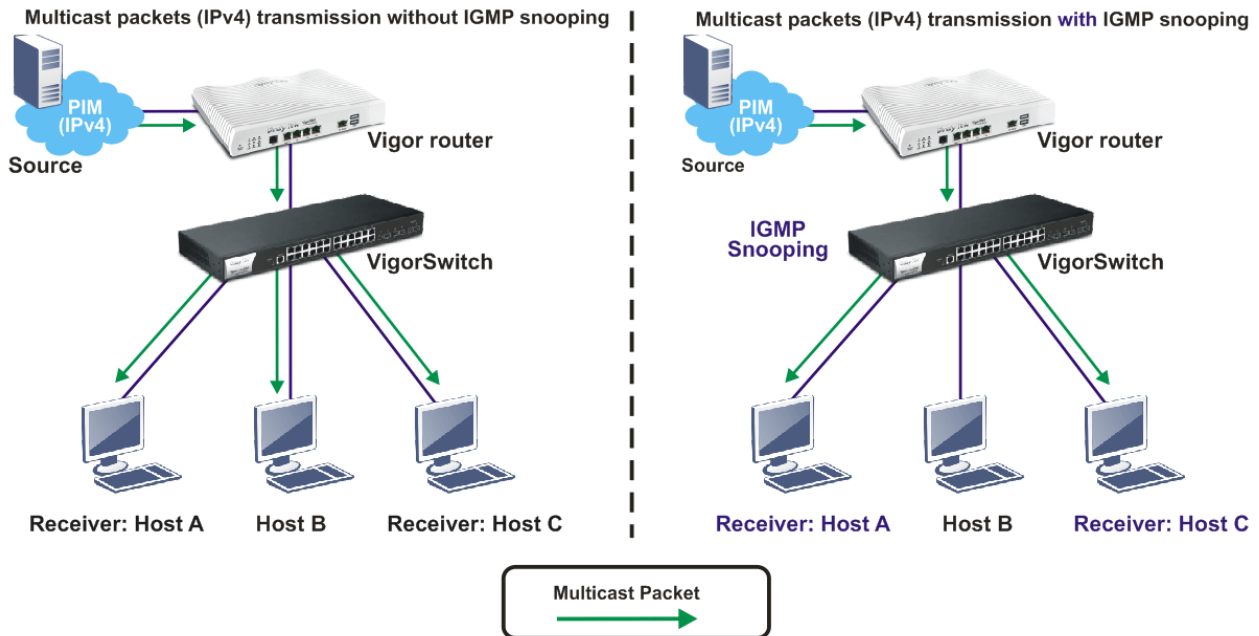 Multicast packets (IPv4) transmission without IGMP snooping
PIM
(IPv4)
Source
Vigor router
VigorSwitch
Receiver: Host A
Host B
Receiver: Host C
Multicast packets (IPv4) transmission with IGMP snooping
PIM
(IPv4)
Source
Vigor router
IGMP
Snooping
VigorSwitch
Receiver: Host A
Host B
Receiver: Host C
Multicast Packet